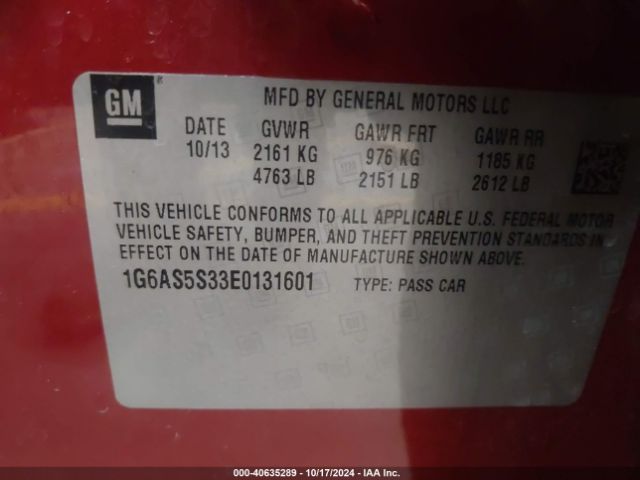 GM
MFD BY GENERAL MOTORS LLC
DATE GVWR GAWR FRT GAWR RR
10/13 2161 KG 976 KG 1185 KG
4763 LB 2151 LB 2612 LB
THIS VEHICLE CONFORMS TO ALL APPLICABLE U.S. FEDERAL MOTOR
VEHICLE SAFETY, BUMPER, AND THEFT PREVENTION STANDARDS IN
EFFECT ON THE DATE OF MANUFACTURE SHOWN ABOVE.
1G6AS5S33E0131601 TYPE: PASS CAR
000-40635289 - 10/17/2024 - IAAI